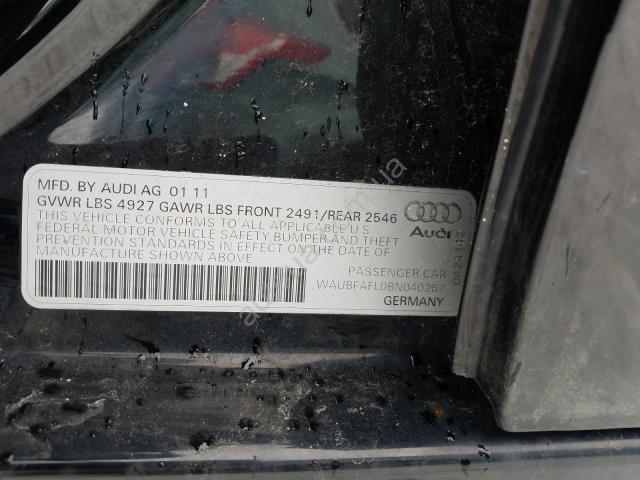 MFD. BY AUDI AG 01 11
GVWR LBS 4927 GAWR LBS FRONT 2491/REAR 2546
THIS VEHICLE CONFORMS TO ALL APPLICABLE U S
FEDERAL MOTOR VEHICLE SAFETY BUMPER AND THEFT
PREVENTION STANDARDS IN EFFECT ON THE DATE OF
MANUFACTURE SHOWN ABOVE
Audi
PASSENGER CAR
WAUBFAFL0BN040267
GERMANY